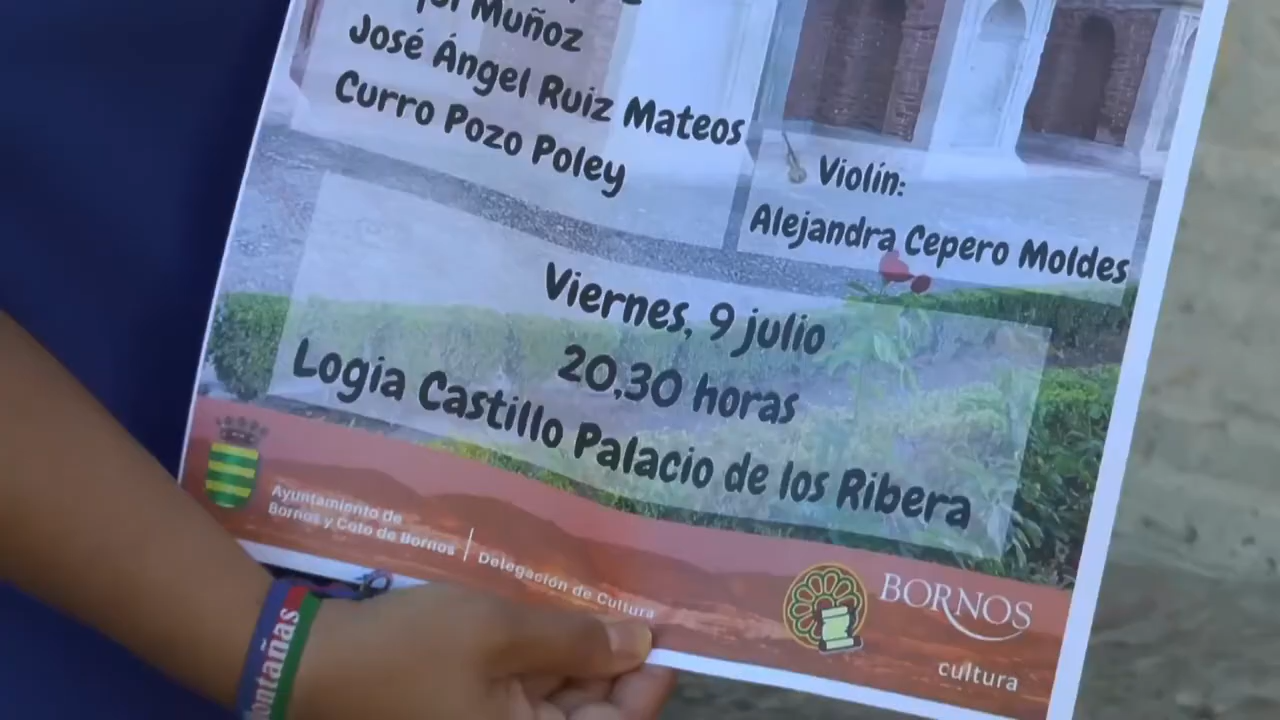 Muñoz
José Ángel Ruiz Mateos
Curro Pozo Poley
Violín:
Alejandra Cepero Moldes
Viernes, 9 julio
20,30 horas
Logia Castillo Palacio de los Ribera
Ayuntamiento de
Bornos y Coto de Bornos
Delegación de Cultura
BORNOS
cultura
ontañas